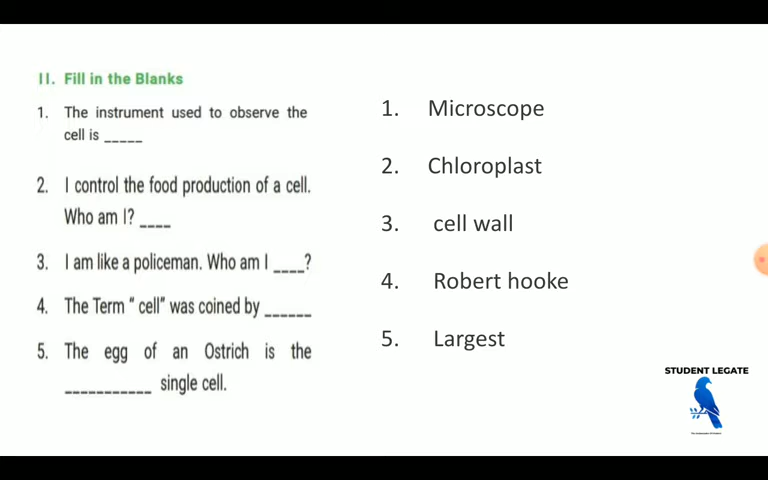 II. Fill in the Blanks
1. The instrument used to observe the
cell is _____
2. I control the food production of a cell.
Who am I? ____
3. I am like a policeman. Who am I ____?
4. The Term " cell" was coined by ______
5. The egg of an Ostrich is the
___________ single cell.
1. Microscope
2. Chloroplast
3. cell wall
4. Robert hooke
5. Largest
STUDENT LEGATE